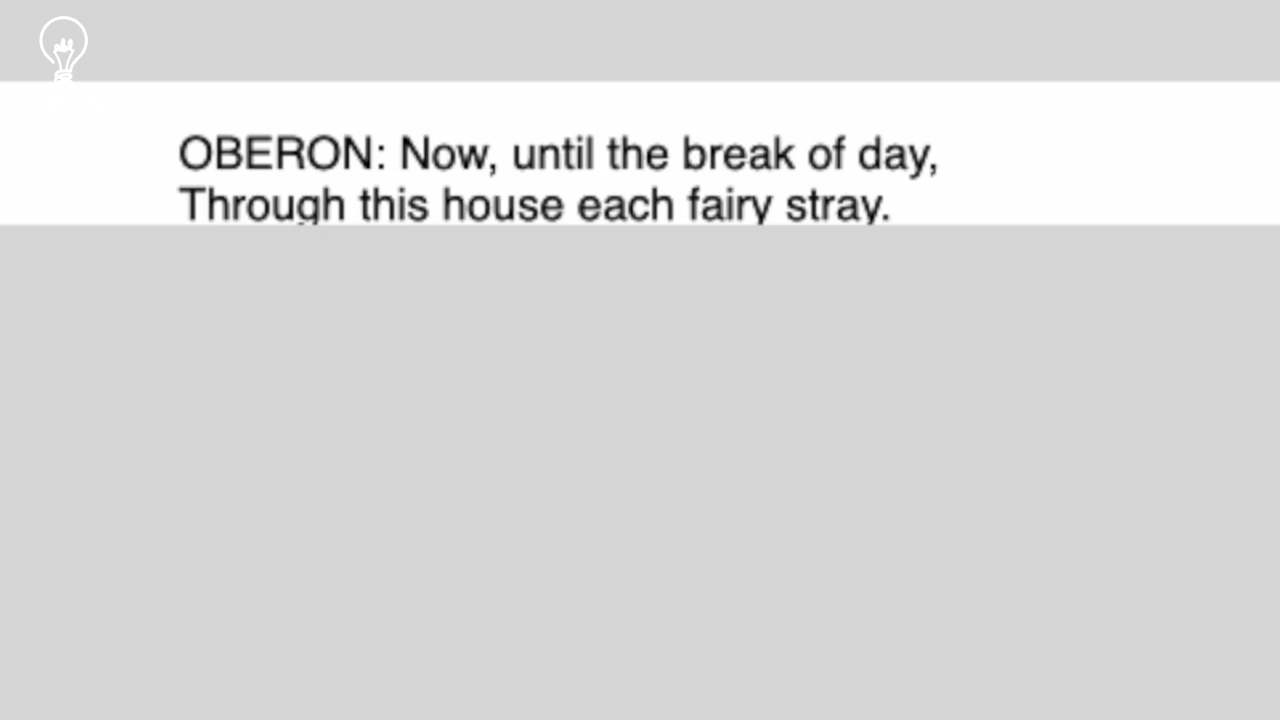 OBERON: Now, until the break of day,
Through this house each fairy stray.